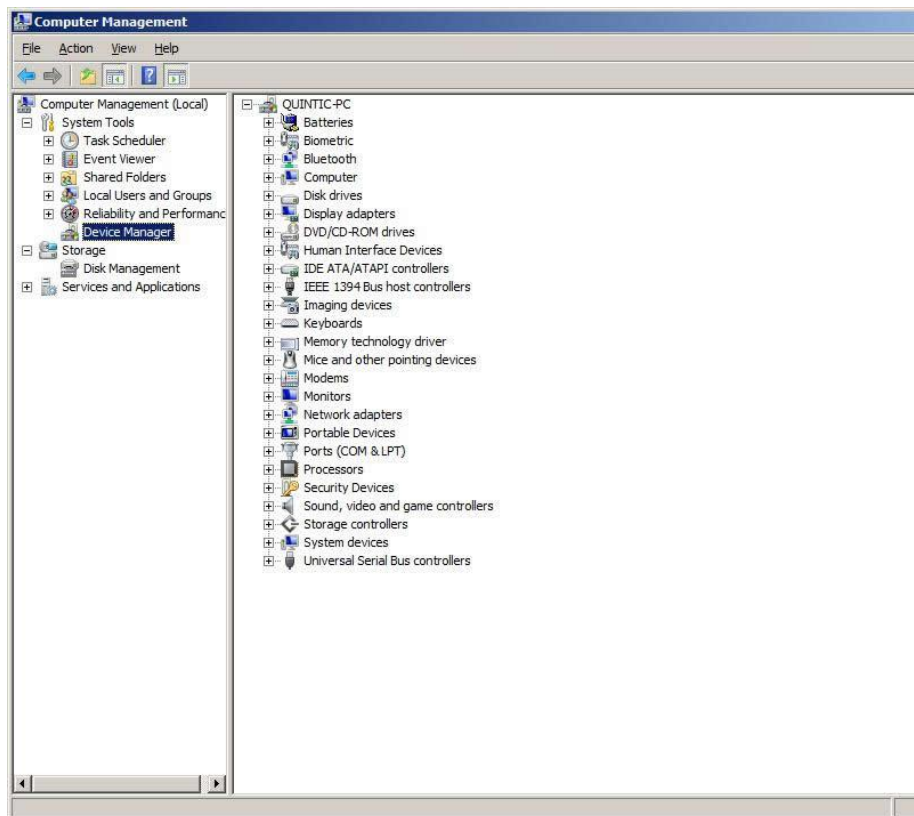 Computer Management
File Action View Help
Computer Management (Local)
System Tools
Task Scheduler
Event Viewer
Shared Folders
Local Users and Groups
Reliability and Performanc
Device Manager
Storage
Disk Management
Services and Applications
QUINTIC-PC
Batteries
Biometric
Bluetooth
Computer
Disk drives
Display adapters
DVD/CD-ROM drives
Human Interface Devices
IDE ATA/ATAPI controllers
IEEE 1394 Bus host controllers
Imaging devices
Keyboards
Memory technology driver
Mice and other pointing devices
Modems
Monitors
Network adapters
Portable Devices
Ports (COM & LPT)
Processors
Security Devices
Sound, video and game controllers
Storage controllers
System devices
Universal Serial Bus controllers